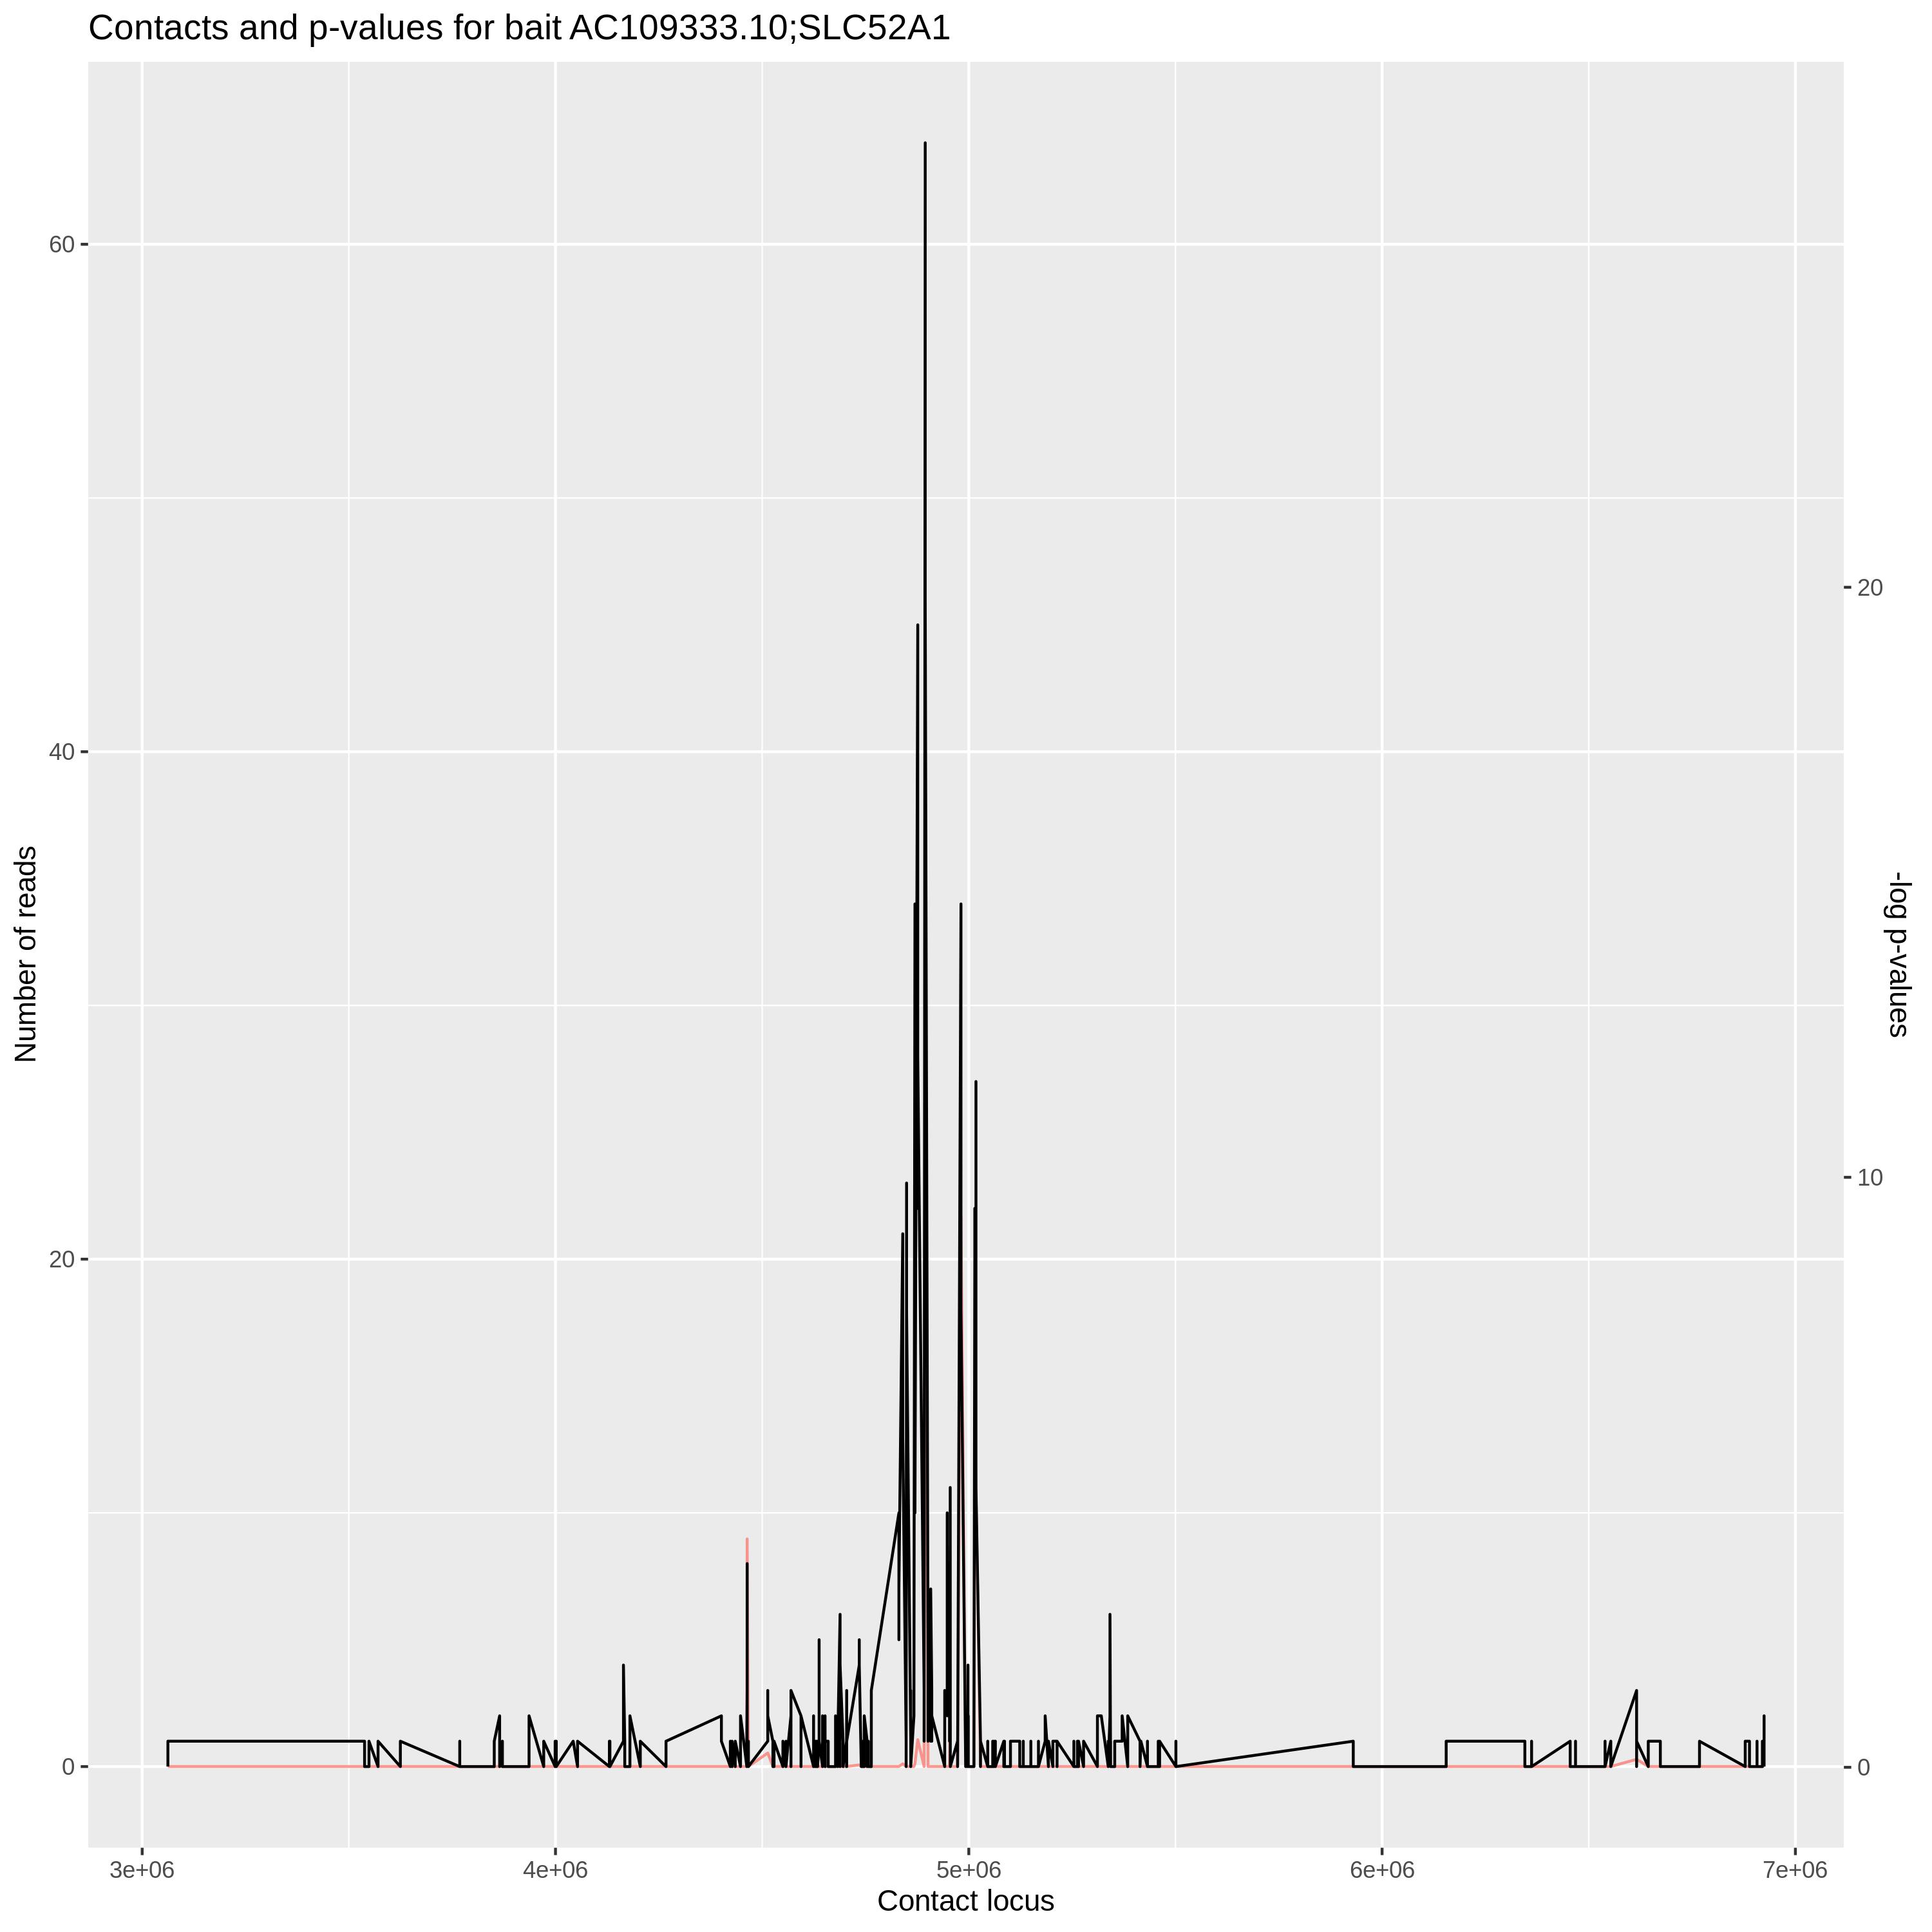 Contacts and p-values for bait AC109333.10;SLC52A1
60
40
20
0
Number of reads
20
10
0
-log p-values
3e+06 4e+06 5e+06 6e+06 7e+06
Contact locus